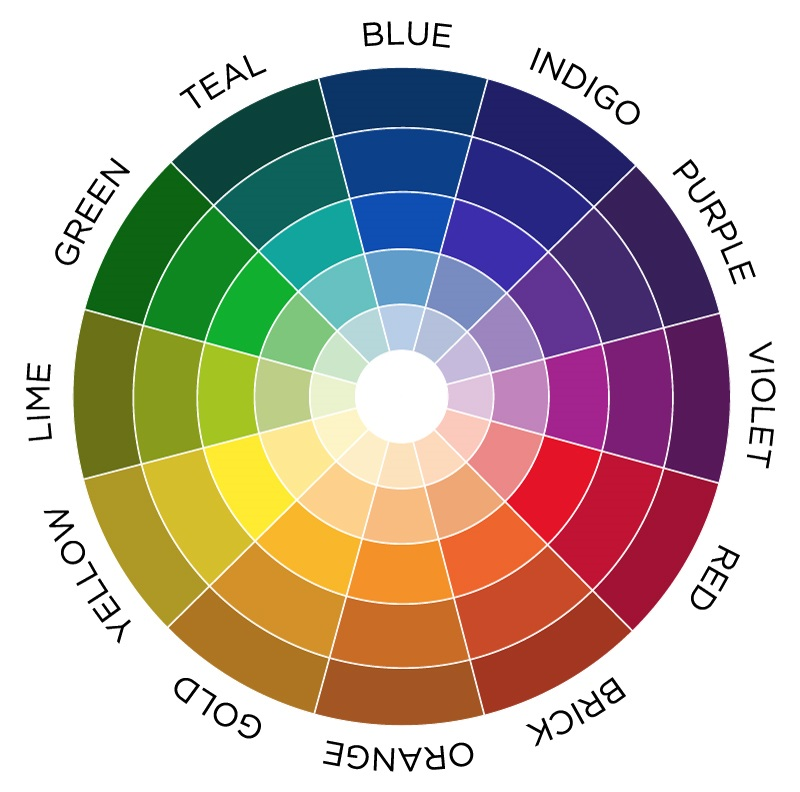 BLUE
INDIGO
PURPLE
VIOLET
RED
BRICK
ORANGE
GOLD
YELLOW
LIME
GREEN
TEAL